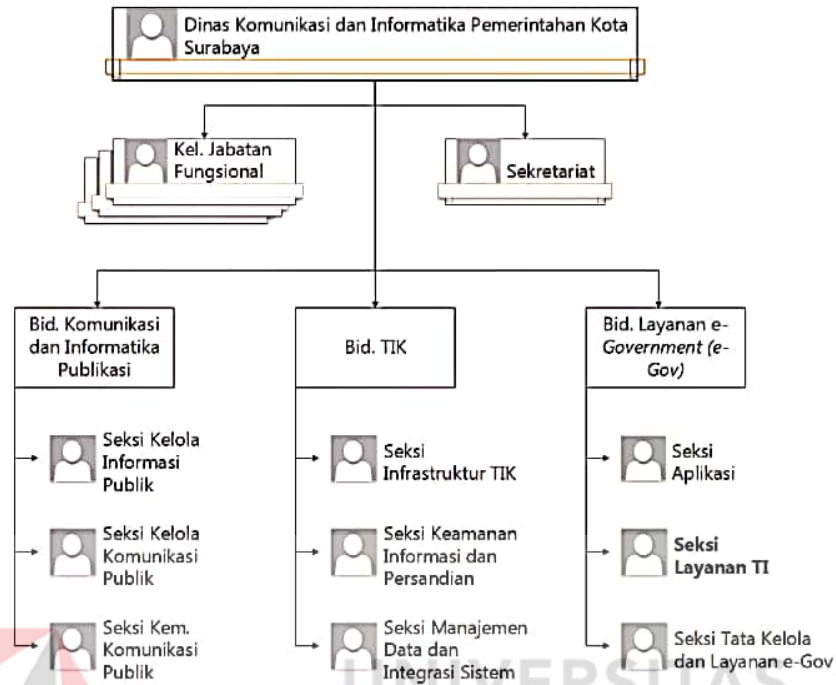 Dinas Komunikasi dan Informatika Pemerintahan Kota
Surabaya
Kel. Jabatan
Fungsional
Sekretariat
Bid. Komunikasi
dan Informatika
Publikasi
Bid. TIK
Bid. Layanan e-
Government (e-
Gov)
Seksi Kelola
Informasi
Publik
Seksi
Infrastruktur TIK
Seksi
Aplikasi
Seksi Kelola
Komunikasi
Publik
Seksi Keamanan
Informasi dan
Persandian
Seksi
Layanan TI
Seksi Kem.
Komunikasi
Publik
Seksi Manajemen
Data dan
Integrasi Sistem
Seksi Tata Kelola
dan Layanan e-Gov
UNIVERSITAS